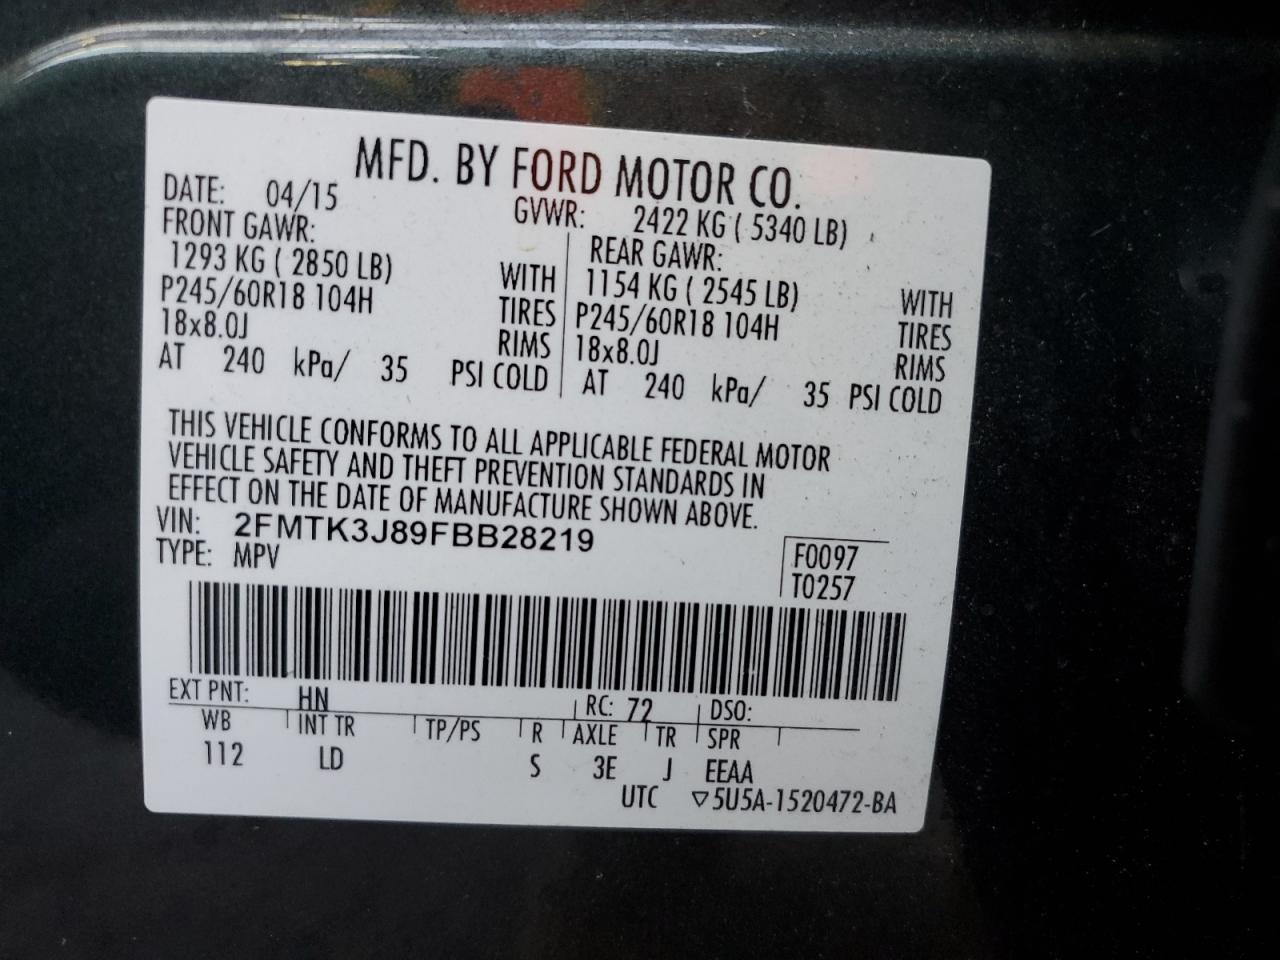 MFD. BY FORD MOTOR CO.
DATE: 04/15 GVWR: 2422 KG ( 5340 LB)
FRONT GAWR: REAR GAWR:
1293 KG ( 2850 LB) WITH 1154 KG ( 2545 LB) WITH
P245/60R18 104H TIRES P245/60R18 104H TIRES
18x8.0J RIMS 18x8.0J RIMS
AT 240 kPa/ 35 PSI COLD AT 240 kPa/ 35 PSI COLD
THIS VEHICLE CONFORMS TO ALL APPLICABLE FEDERAL MOTOR
VEHICLE SAFETY AND THEFT PREVENTION STANDARDS IN
EFFECT ON THE DATE OF MANUFACTURE SHOWN ABOVE.
VIN: 2FMTK3J89FBB28219
TYPE: MPV
F0097
T0257
EXT PNT: HN RC: 72 DSO:
WB INT TR TP/PS R AXLE TR SPR
112 LD S 3E J EEAA
UTC ▽5U5A-1520472-BA